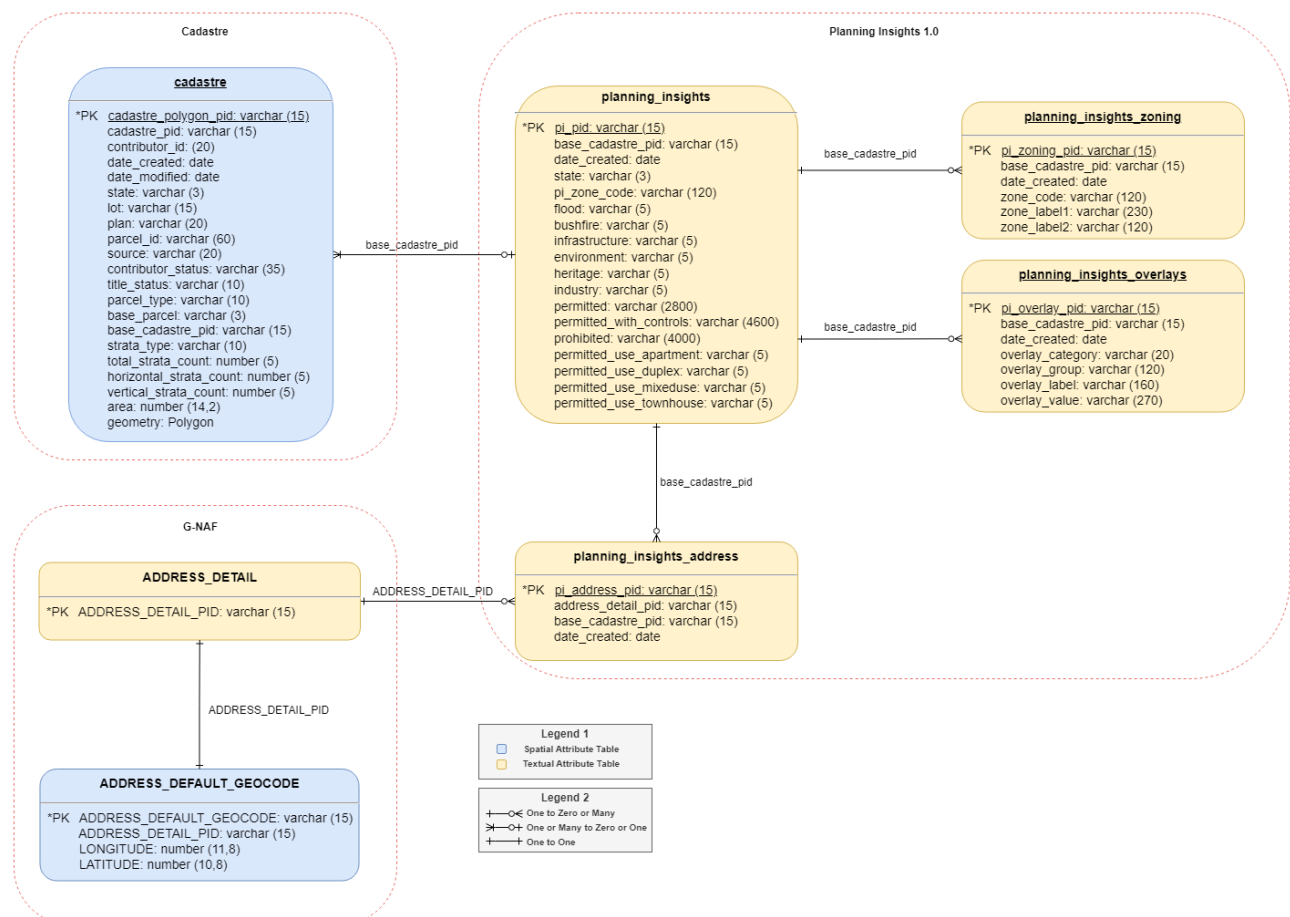 Cadastre
cadastre
*PK cadastre_polygon_pid: varchar (15)
cadastre_pid: varchar (15)
contributor_id: (20)
date_created: date
date_modified: date
state: varchar (3)
lot: varchar (15)
plan: varchar (20)
parcel_id: varchar (60)
source: varchar (20)
contributor_status: varchar (35)
title_status: varchar (10)
parcel_type: varchar (10)
base_parcel: varchar (3)
base_cadastre_pid: varchar (15)
strata_type: varchar (10)
total_strata_count: number (5)
horizontal_strata_count: number (5)
vertical_strata_count: number (5)
area: number (14,2)
geometry: Polygon
base_cadastre_pid
Planning Insights 1.0
planning_insights
*PK pi_pid: varchar (15)
base_cadastre_pid: varchar (15)
date_created: date
state: varchar (3)
pi_zone_code: varchar (120)
flood: varchar (5)
bushfire: varchar (5)
infrastructure: varchar (5)
environment: varchar (5)
heritage: varchar (5)
industry: varchar (5)
permitted: varchar (2800)
permitted_with_controls: varchar (4600)
prohibited: varchar (4000)
permitted_use_apartment: varchar (5)
permitted_use_duplex: varchar (5)
permitted_use_mixeduse: varchar (5)
permitted_use_townhouse: varchar (5)
base_cadastre_pid
planning_insights_zoning
*PK pi_zoning_pid: varchar (15)
base_cadastre_pid: varchar (15)
date_created: date
zone_code: varchar (120)
zone_label1: varchar (230)
zone_label2: varchar (120)
base_cadastre_pid
planning_insights_overlays
*PK pi_overlay_pid: varchar (15)
base_cadastre_pid: varchar (15)
date_created: date
overlay_category: varchar (20)
overlay_group: varchar (120)
overlay_label: varchar (160)
overlay_value: varchar (270)
base_cadastre_pid
planning_insights_address
*PK pi_address_pid: varchar (15)
address_detail_pid: varchar (15)
base_cadastre_pid: varchar (15)
date_created: date
G-NAF
ADDRESS_DETAIL
*PK ADDRESS_DETAIL_PID: varchar (15)
ADDRESS_DETAIL_PID
ADDRESS_DETAIL_PID
ADDRESS_DEFAULT_GEOCODE
*PK ADDRESS_DEFAULT_GEOCODE: varchar (15)
ADDRESS_DETAIL_PID: varchar (15)
LONGITUDE: number (11,8)
LATITUDE: number (10,8)
Legend 1
Spatial Attribute Table
Textual Attribute Table
Legend 2
One to Zero or Many
One or Many to Zero or One
One to One